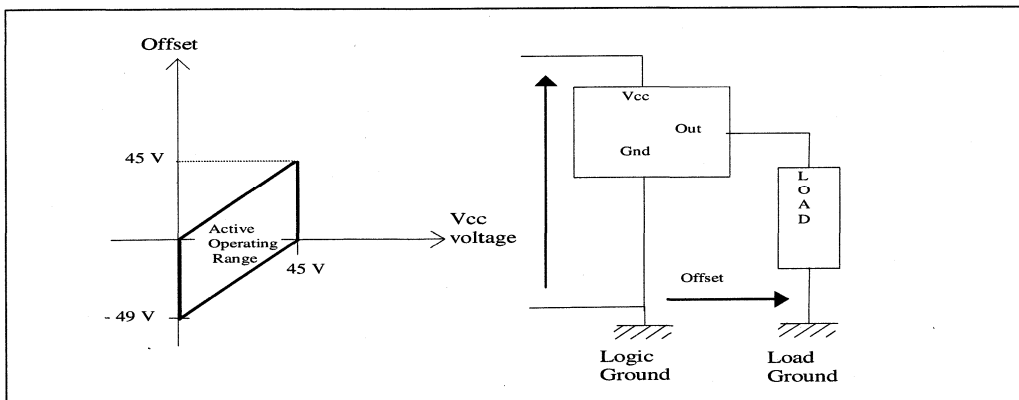 Offset
45 V
Active
Operating
Range
Vcc
voltage
45 V
- 49 V
Vcc
Out
Gnd
L
O
A
D
Offset
Logic
Ground
Load
Ground